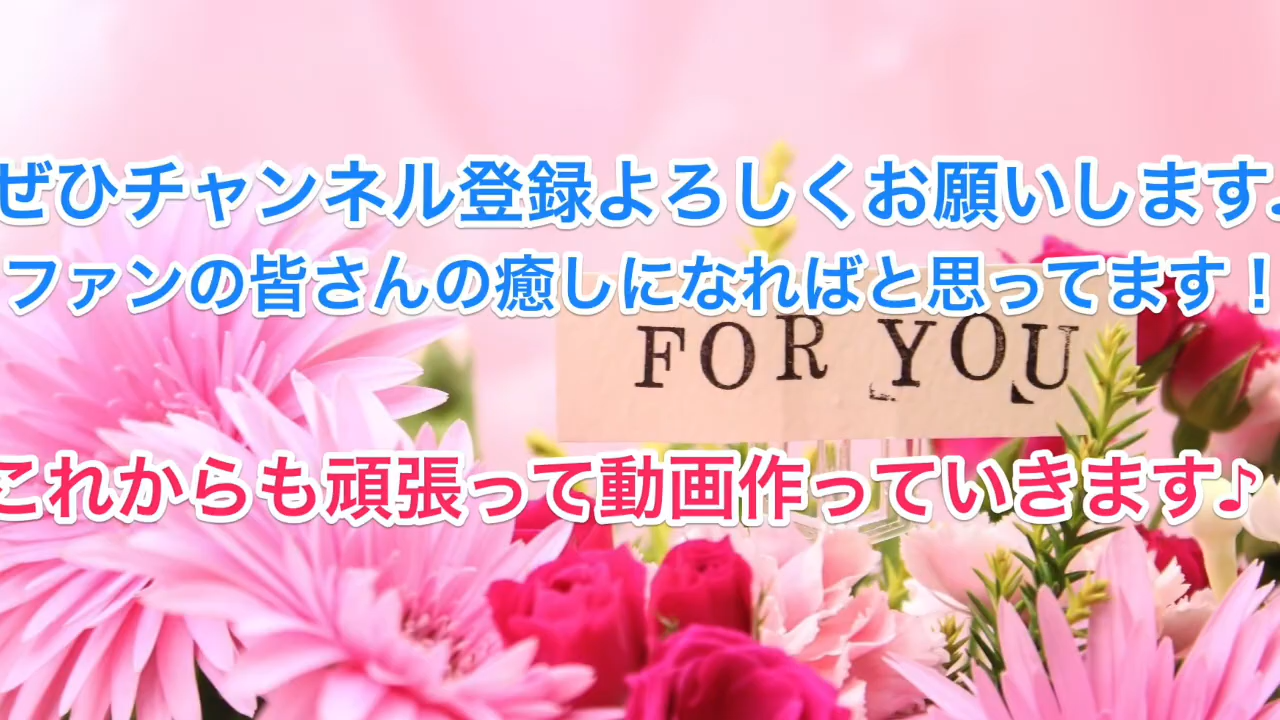 ぜひチャンネル登録よろしくお願いします。
ファンの皆さんの癒しになればと思ってます！
FOR YOU
これからも頑張って動画作っていきます♪